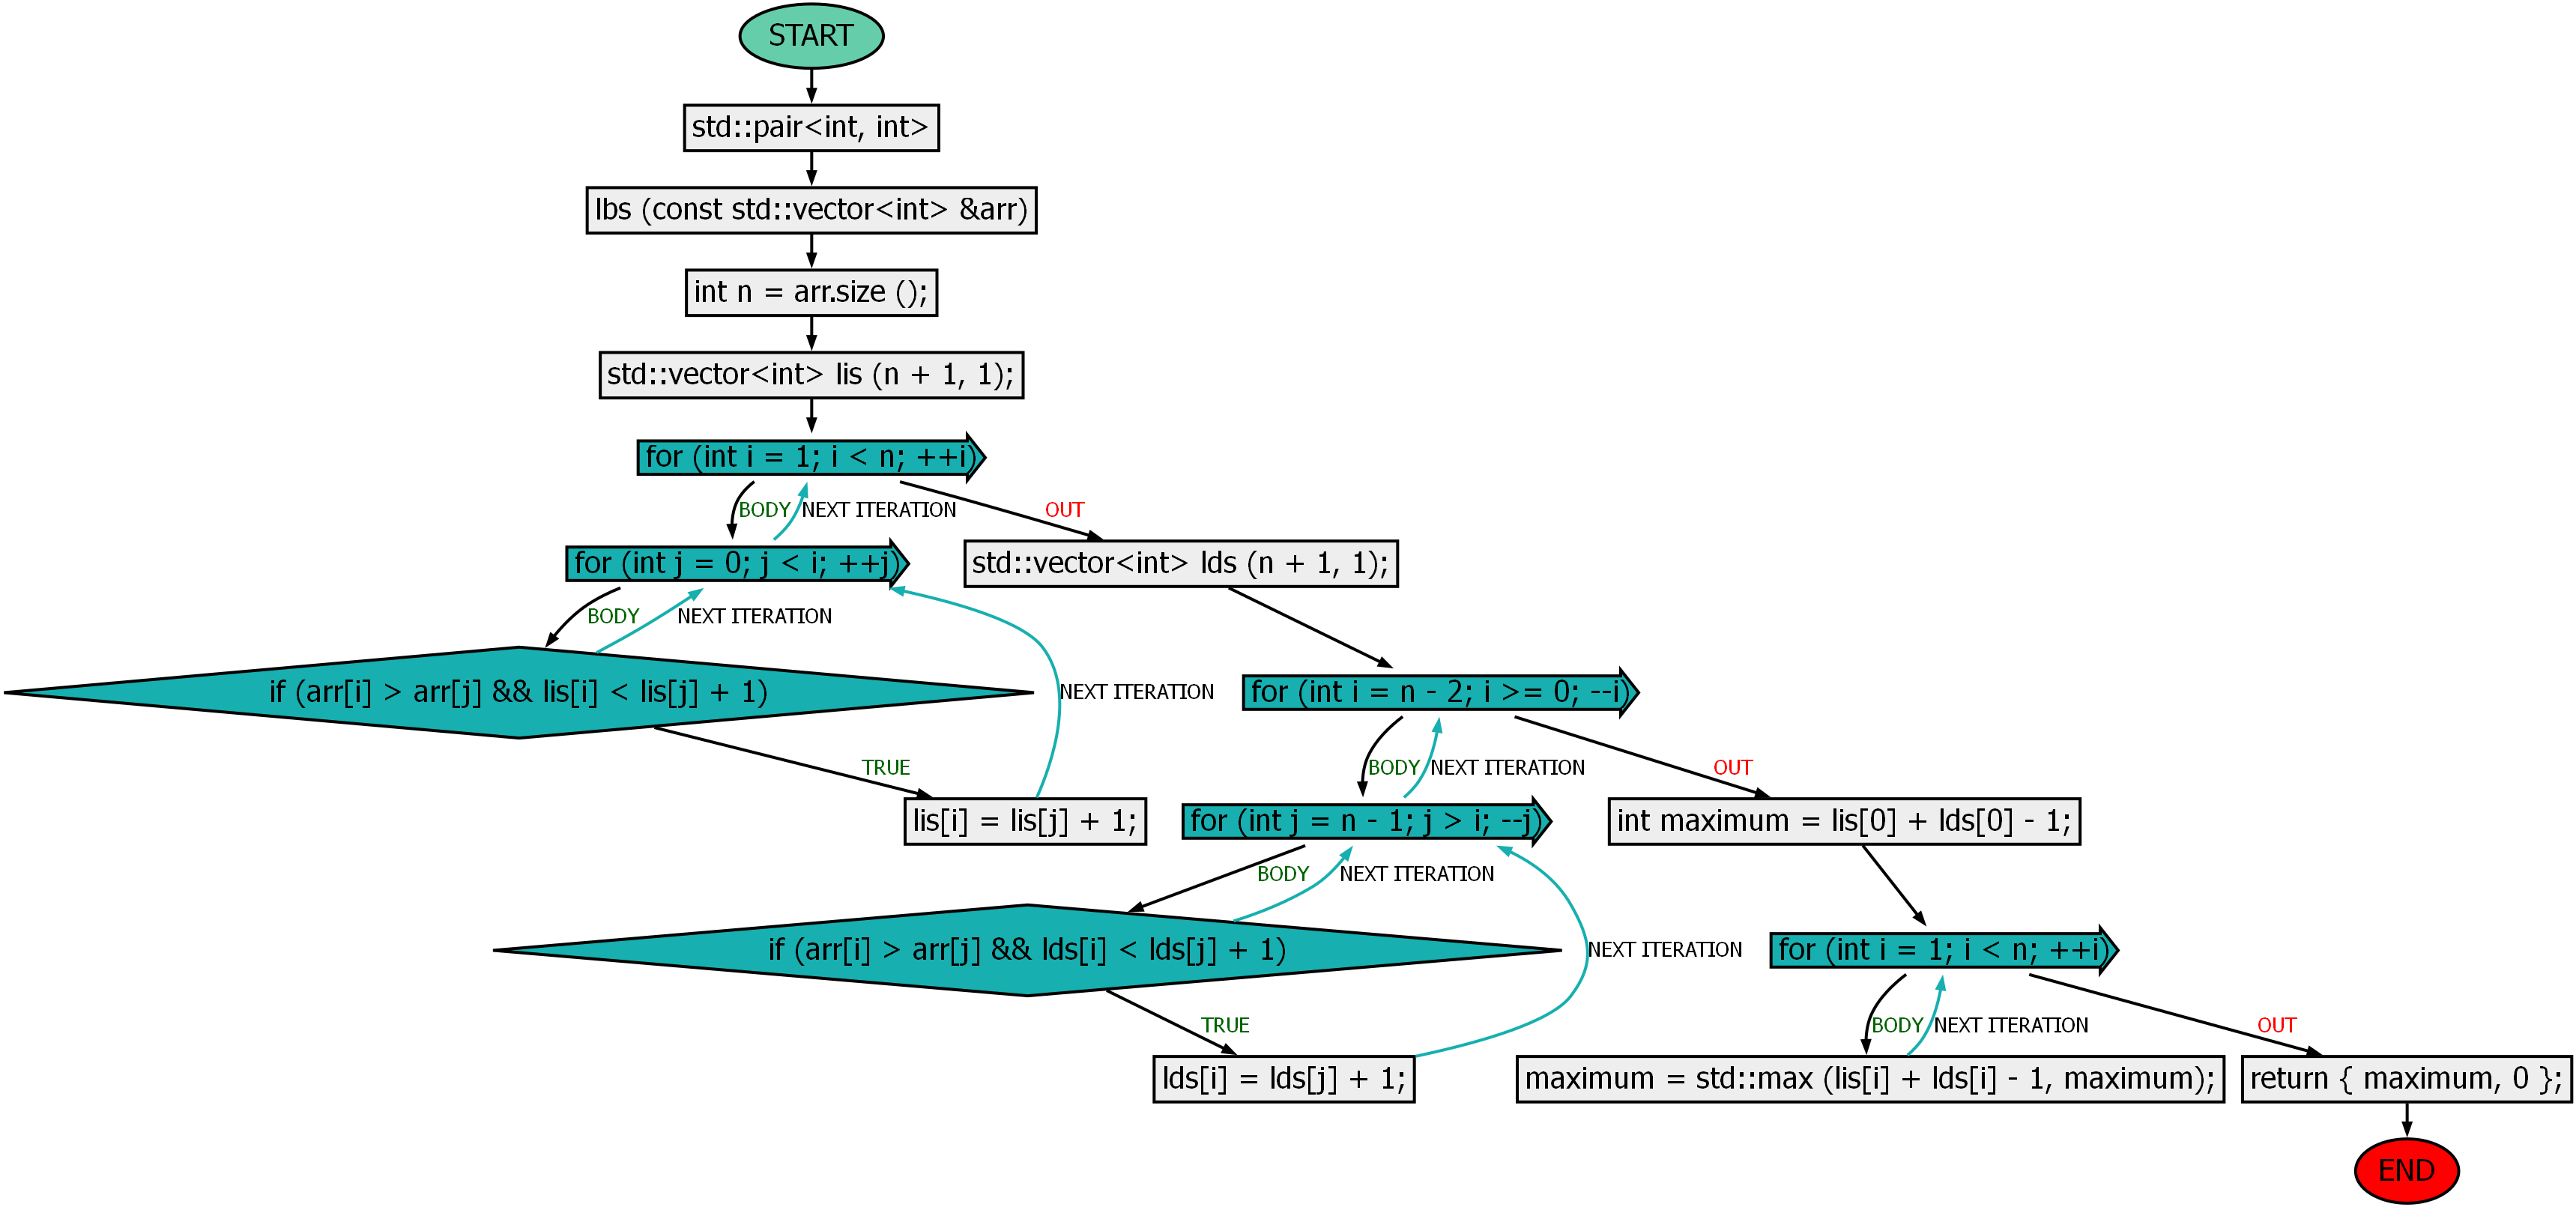 START
std::pair<int, int>
lbs (const std::vector<int> &arr)
int n = arr.size ();
std::vector<int> lis (n + 1, 1);
for (int i = 1; i < n; ++i)
BODY
NEXT ITERATION
OUT
for (int j = 0; j < i; ++j)
std::vector<int> lds (n + 1, 1);
BODY
NEXT ITERATION
if (arr[i] > arr[j] && lis[i] < lis[j] + 1)
NEXT ITERATION
for (int i = n - 2; i >= 0; --i)
TRUE
BODY
NEXT ITERATION
OUT
lis[i] = lis[j] + 1;
for (int j = n - 1; j > i; --j)
int maximum = lis[0] + lds[0] - 1;
BODY
NEXT ITERATION
if (arr[i] > arr[j] && lds[i] < lds[j] + 1)
NEXT ITERATION
for (int i = 1; i < n; ++i)
TRUE
BODY
NEXT ITERATION
OUT
lds[i] = lds[j] + 1;
maximum = std::max (lis[i] + lds[i] - 1, maximum);
return { maximum, 0 };
END